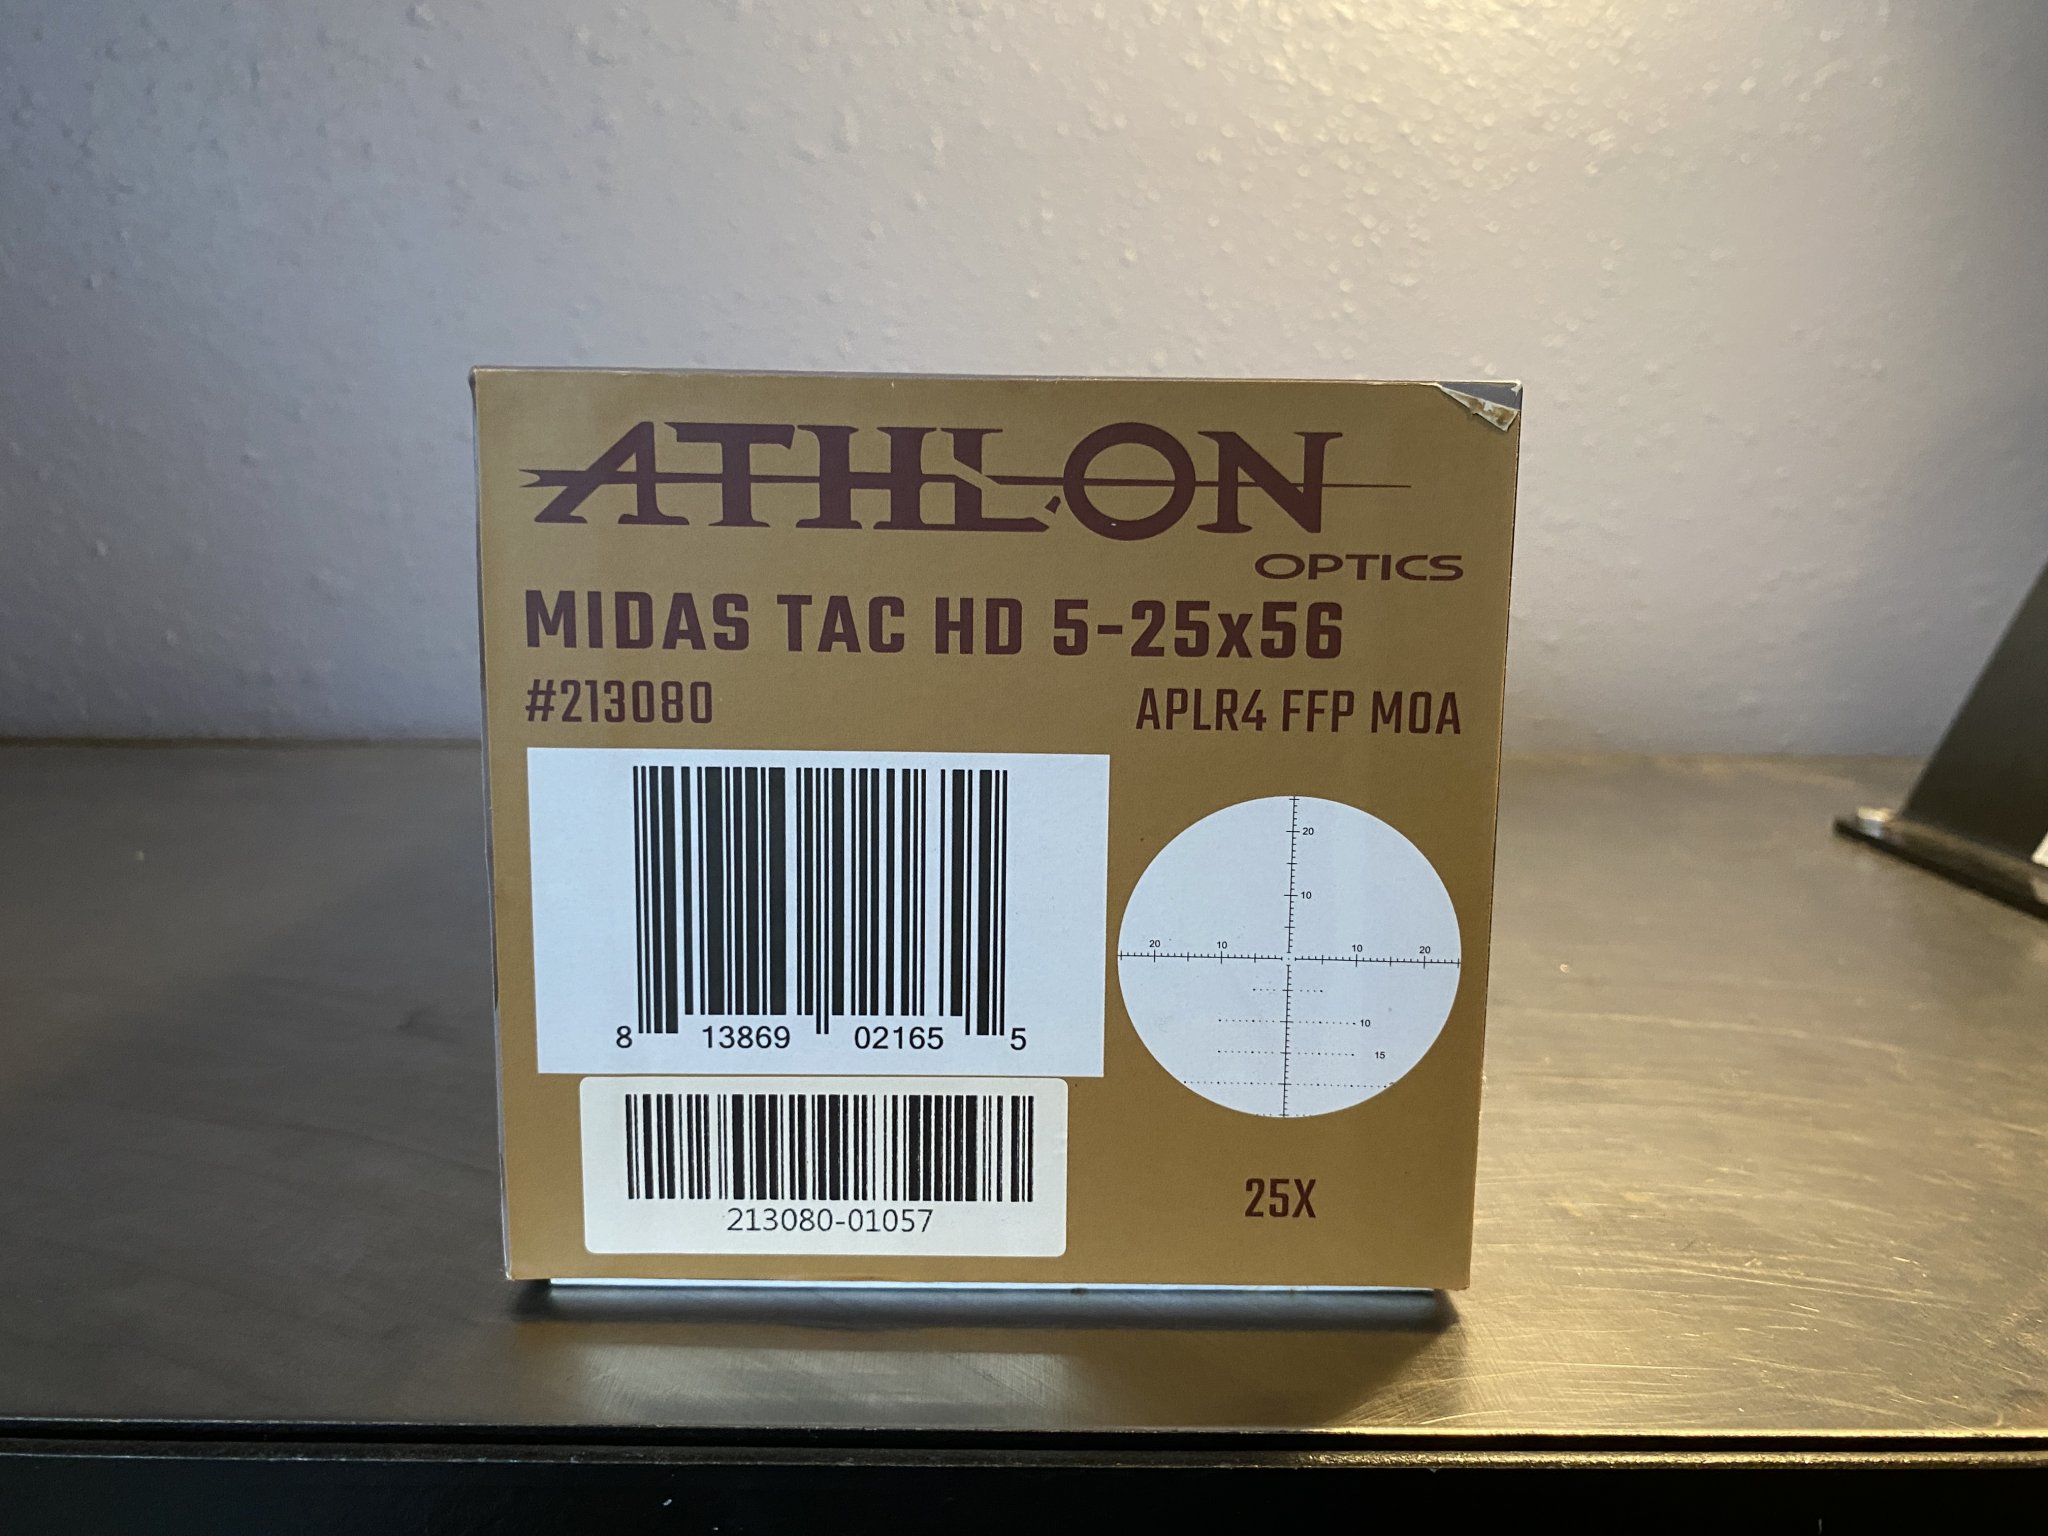 ATHLON
OPTICS
MIDAS TAC HD 5-25x56
#213080 APLR4 FFP MOA
20
10
20 10 10 20
10
15
8 13869 02165 5
213080-01057
25X